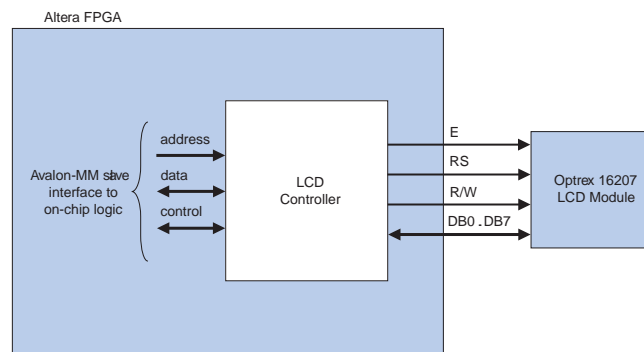 Altera FPGA
address
Avalon-MM slave
interface to
on-chip logic
data
control
LCD
Controller
E
RS
R/W
DB0 . DB7
Optrex 16207
LCD Module